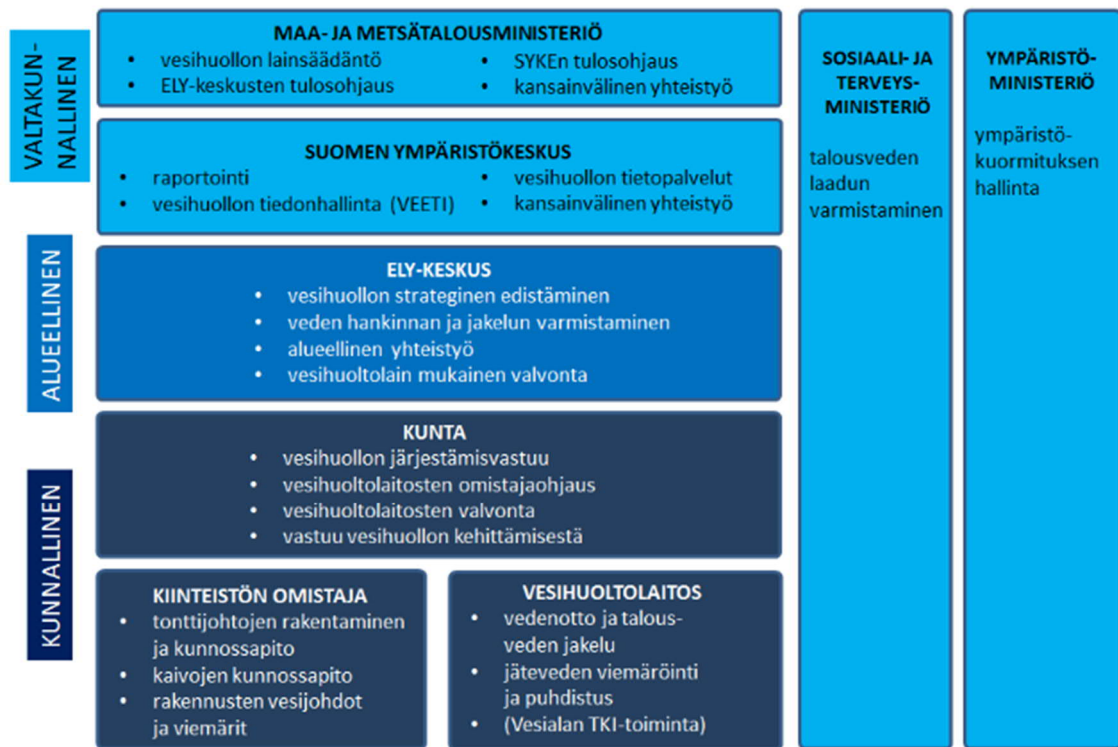 VALTAKUN-
NALLINEN
MAA- JA METSÄTALOUSMINISTERIÖ
• vesihuollon lainsäädäntö
• ELY-keskusten tulosohjaus
• SYKEn tulosohjaus
• kansainvälinen yhteistyö
SUOMEN YMPÄRISTÖKESKUS
• raportointi
• vesihuollon tiedonhallinta (VEETI)
• vesihuollon tietopalvelut
• kansainvälinen yhteistyö
SOSIAALI- JA
TERVEYS-
MINISTERIÖ
talousveden
laadun
varmistaminen
YMPÄRISTÖ-
MINISTERIÖ
ympäristö-
kuormituksen
hallinta
ALUEELLINEN
ELY-KESKUS
• vesihuollon strateginen edistäminen
• veden hankinnan ja jakelun varmistaminen
• alueellinen yhteistyö
• vesihuoltolain mukainen valvonta
KUNNALLINEN
KUNTA
• vesihuollon järjestämisvastuu
• vesihuoltolaitosten omistajaohjaus
• vesihuoltolaitosten valvonta
• vastuu vesihuollon kehittämisestä
KIINTEISTÖN OMISTAJA
• tonttijohtojen rakentaminen
ja kunnossapito
• kaivojen kunnossapito
• rakennusten vesijohdot
ja viemärit
VESIHUOLTOLAITOS
• vedenotto ja talous-
veden jakelu
• jäteveden viemäröinti
ja puhdistus
• (Vesialan TKI-toiminta)